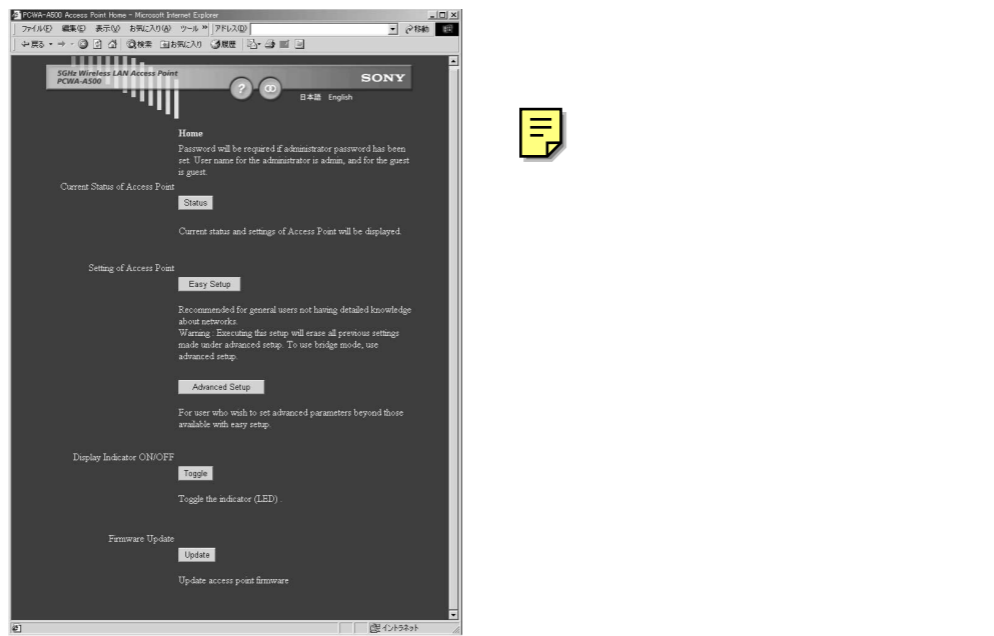 PCWA-A500 Access Point Home - Microsoft Internet Explorer
ファイル(F) 編集(E) 表示(V) お気に入り(A) ツール » アドレス(D) 移動
戻る 検索 お気に入り 履歴
5GHz Wireless LAN Access Point
PCWA-A500
SONY
?
日本語 English
Home
Password will be required if administrator password has been
set. User name for the administrator is admin, and for the guest
is guest.
Current Status of Access Point
Status
Current status and settings of Access Point will be displayed.
Setting of Access Point
Easy Setup
Recommended for general users not having detailed knowledge
about networks.
Warning : Executing this setup will erase all previous settings
made under advanced setup. To use bridge mode, use
advanced setup.
Advanced Setup
For user who wish to set advanced parameters beyond those
available with easy setup.
Display Indicator ON/OFF
Toggle
Toggle the indicator (LED) .
Firmware Update
Update
Update access point firmware
イントラネット